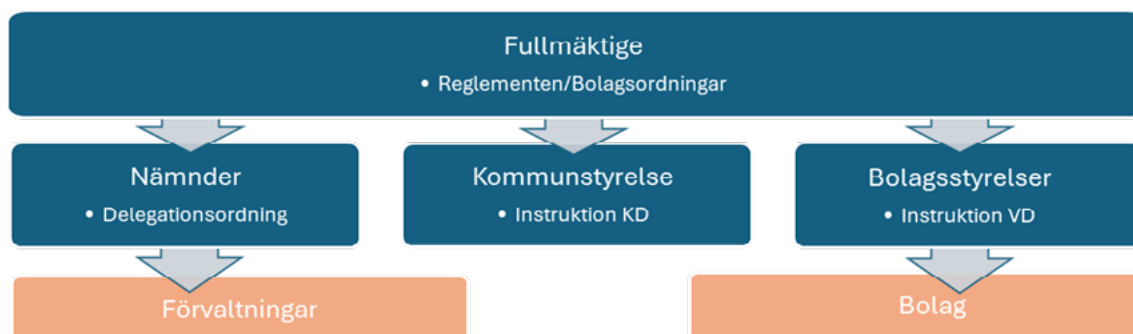 Fullmäktige
• Reglementen/Bolagsordningar
Nämnder
• Delegationsordning
Kommunstyrelse
• Instruktion KD
Bolagsstyrelser
• Instruktion VD
Förvaltningar
Bolag